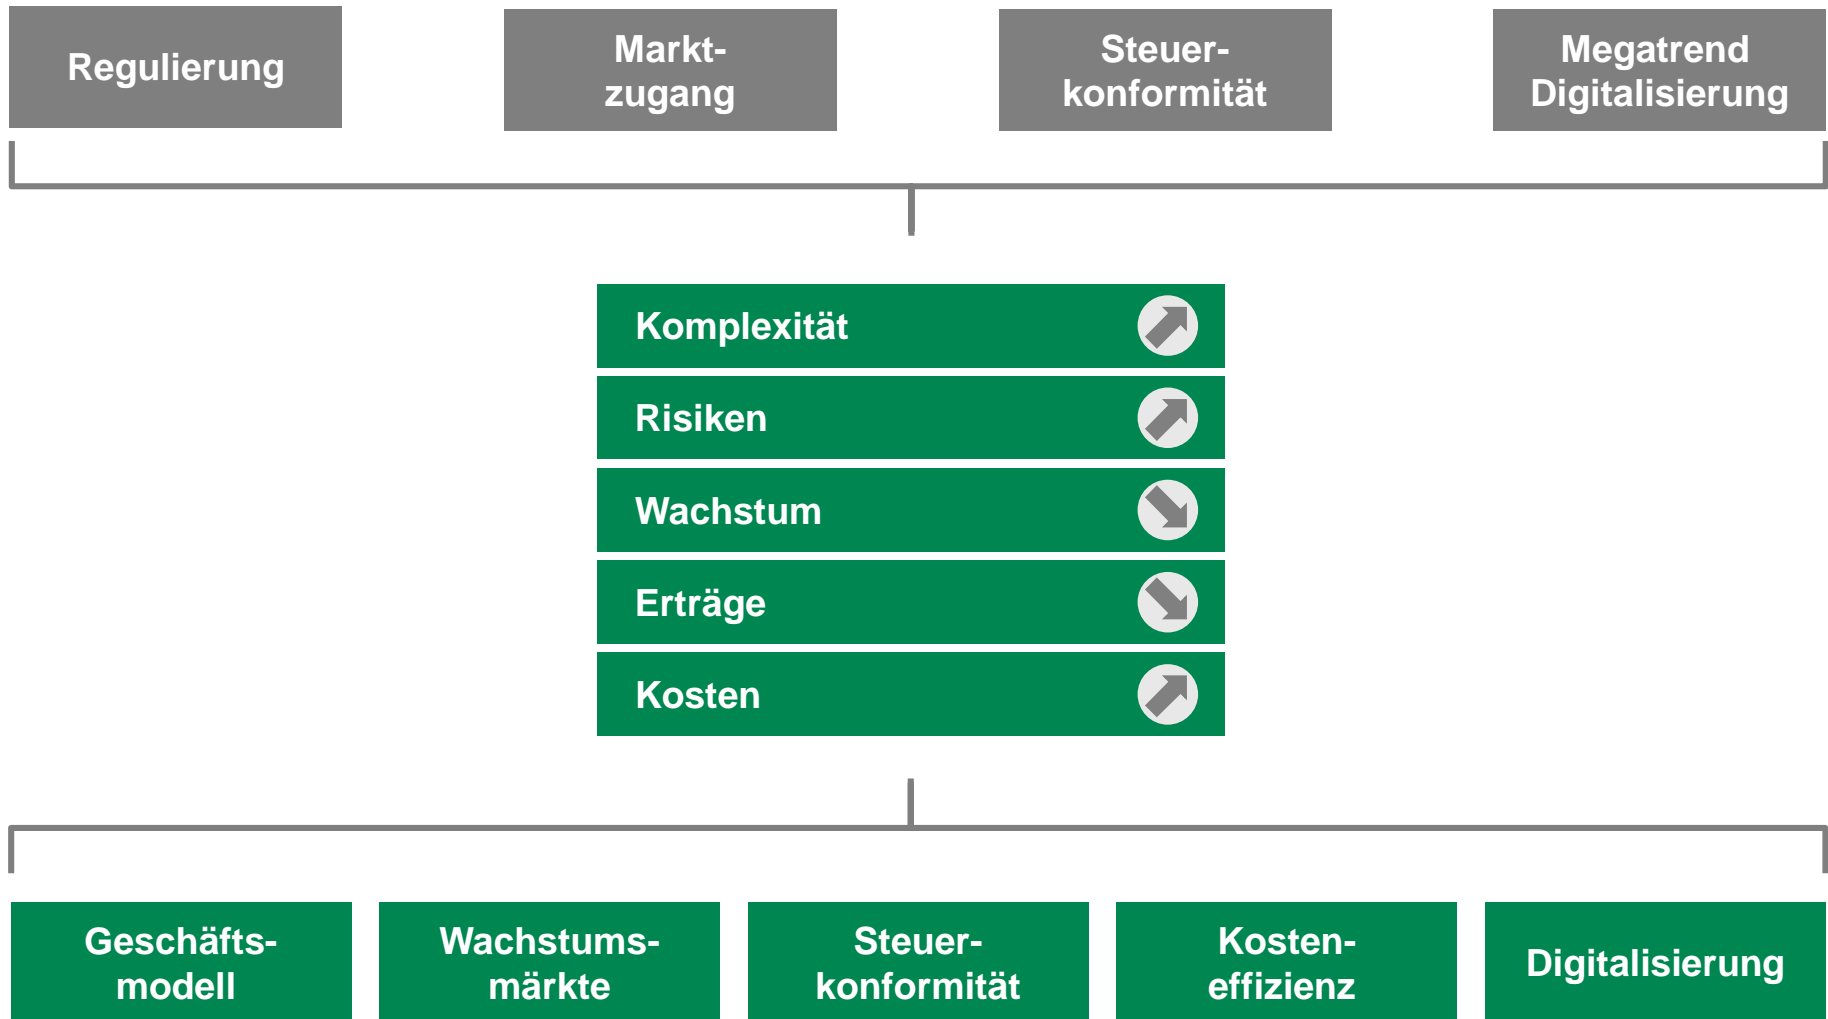 Regulierung
Markt-
zugang
Steuer-
konformität
Megatrend
Digitalisierung
Komplexität
Risiken
Wachstum
Erträge
Kosten
Geschäfts-
modell
Wachstums-
märkte
Steuer-
konformität
Kosten-
effizienz
Digitalisierung